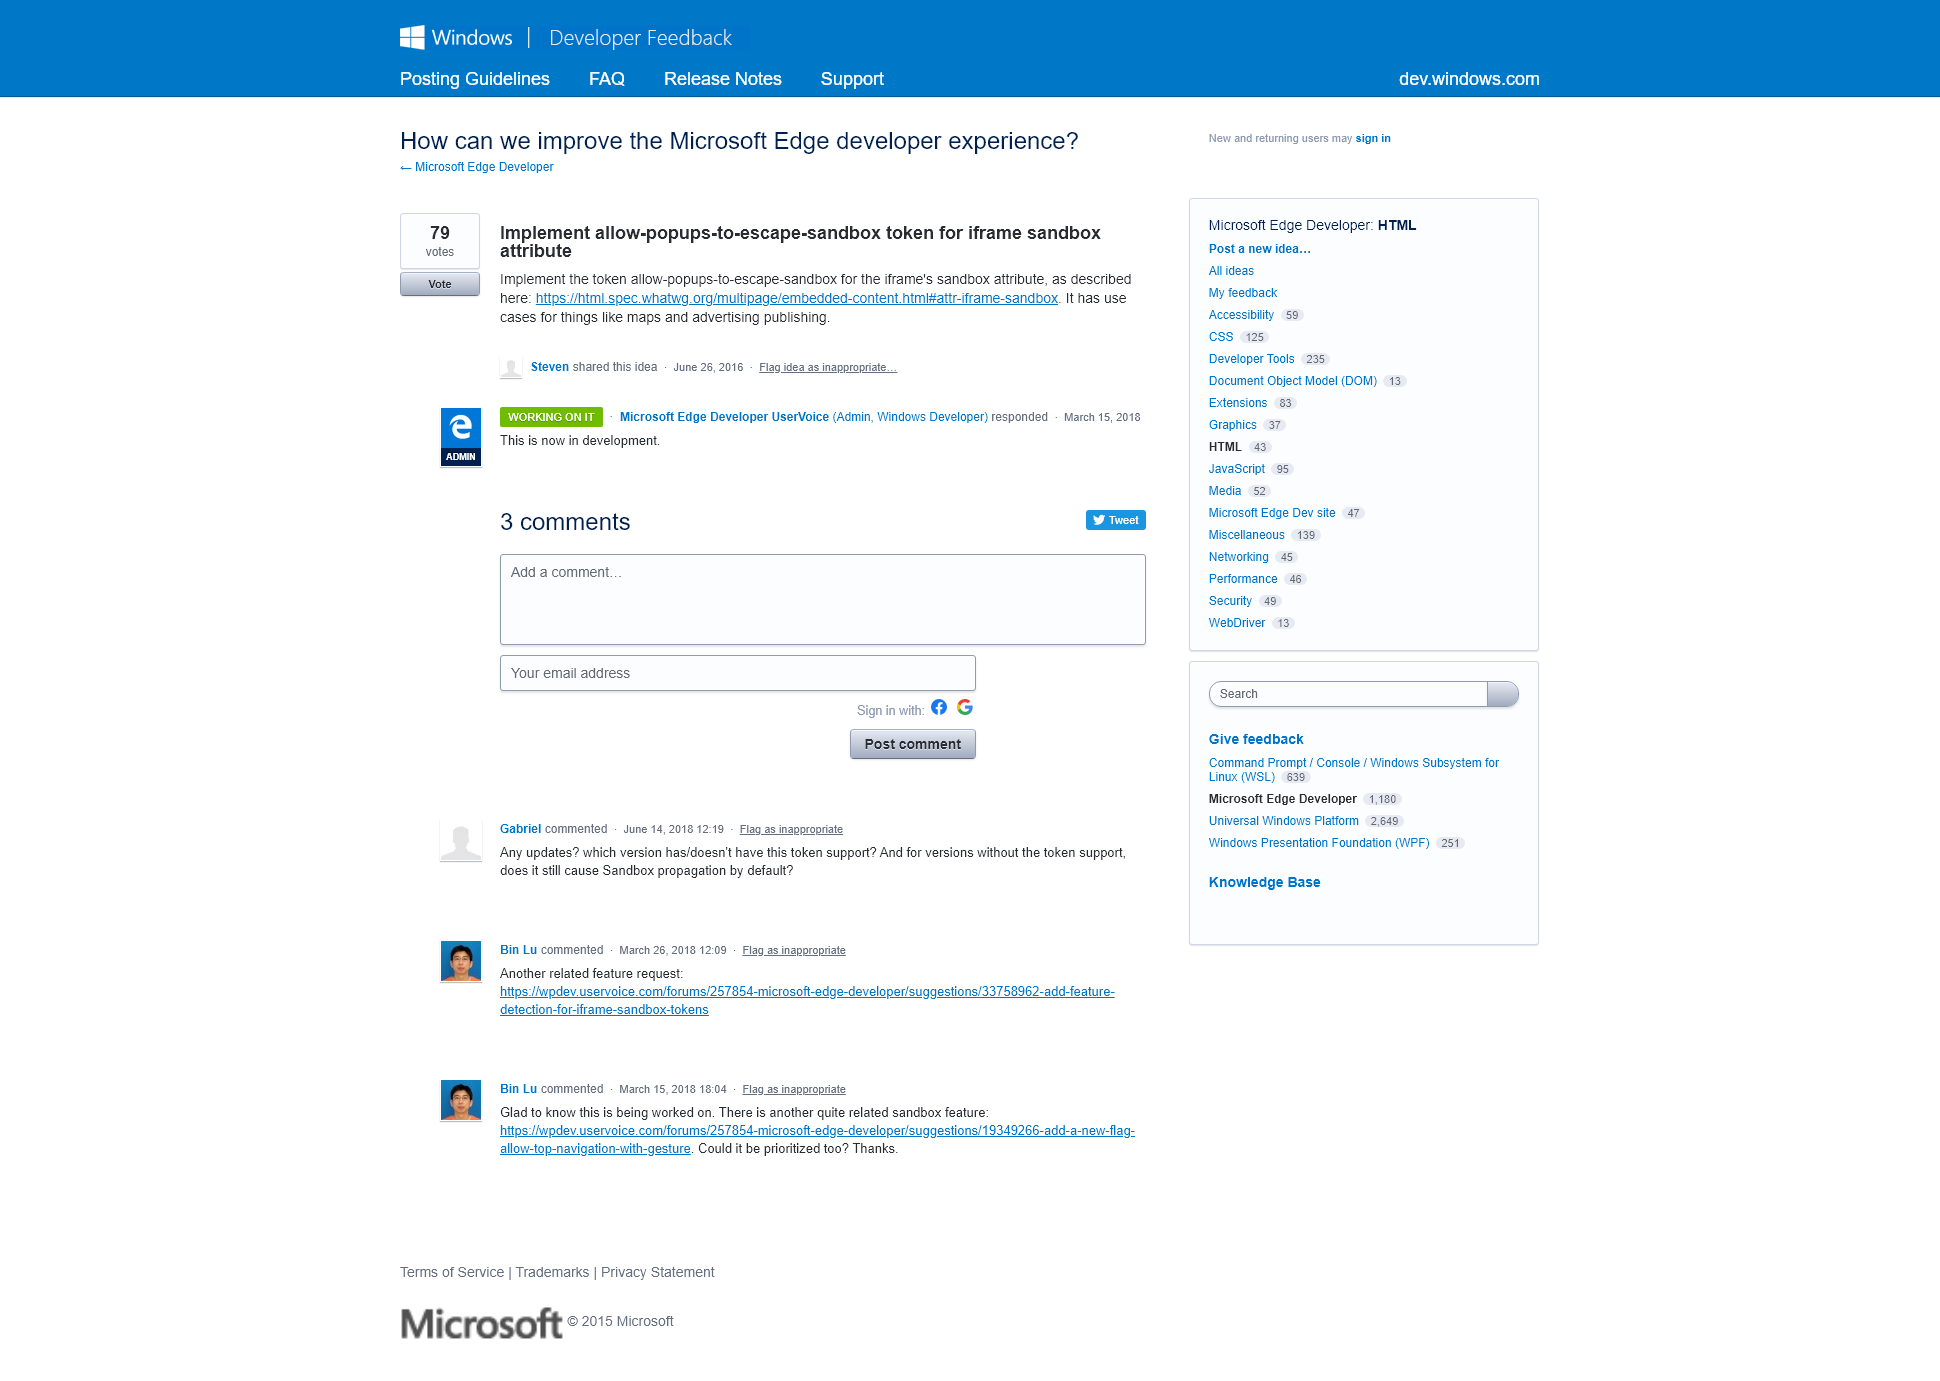 Windows | Developer Feedback
Posting Guidelines FAQ Release Notes Support dev.windows.com
How can we improve the Microsoft Edge developer experience?
← Microsoft Edge Developer
79
votes
Vote
Implement allow-popups-to-escape-sandbox token for iframe sandbox
attribute
Implement the token allow-popups-to-escape-sandbox for the iframe's sandbox attribute, as described
here: https://html.spec.whatwg.org/multipage/embedded-content.html#attr-iframe-sandbox. It has use
cases for things like maps and advertising publishing.
Steven shared this idea · June 26, 2016 · Flag idea as inappropriate…
ADMIN
WORKING ON IT · Microsoft Edge Developer UserVoice (Admin, Windows Developer) responded · March 15, 2018
This is now in development.
3 comments
Tweet
Add a comment…
Your email address
Sign in with:
Post comment
Gabriel commented · June 14, 2018 12:19 · Flag as inappropriate
Any updates? which version has/doesn't have this token support? And for versions without the token support,
does it still cause Sandbox propagation by default?
Bin Lu commented · March 26, 2018 12:09 · Flag as inappropriate
Another related feature request:
https://wpdev.uservoice.com/forums/257854-microsoft-edge-developer/suggestions/33758962-add-feature-
detection-for-iframe-sandbox-tokens
Bin Lu commented · March 15, 2018 18:04 · Flag as inappropriate
Glad to know this is being worked on. There is another quite related sandbox feature:
https://wpdev.uservoice.com/forums/257854-microsoft-edge-developer/suggestions/19349266-add-a-new-flag-
allow-top-navigation-with-gesture. Could it be prioritized too? Thanks.
New and returning users may sign in
Microsoft Edge Developer: HTML
Post a new idea…
All ideas
My feedback
Accessibility 59
CSS 125
Developer Tools 235
Document Object Model (DOM) 13
Extensions 83
Graphics 37
HTML 43
JavaScript 95
Media 52
Microsoft Edge Dev site 47
Miscellaneous 139
Networking 45
Performance 46
Security 49
WebDriver 13
Search
Give feedback
Command Prompt / Console / Windows Subsystem for
Linux (WSL) 639
Microsoft Edge Developer 1,180
Universal Windows Platform 2,649
Windows Presentation Foundation (WPF) 251
Knowledge Base
Terms of Service | Trademarks | Privacy Statement
Microsoft © 2015 Microsoft